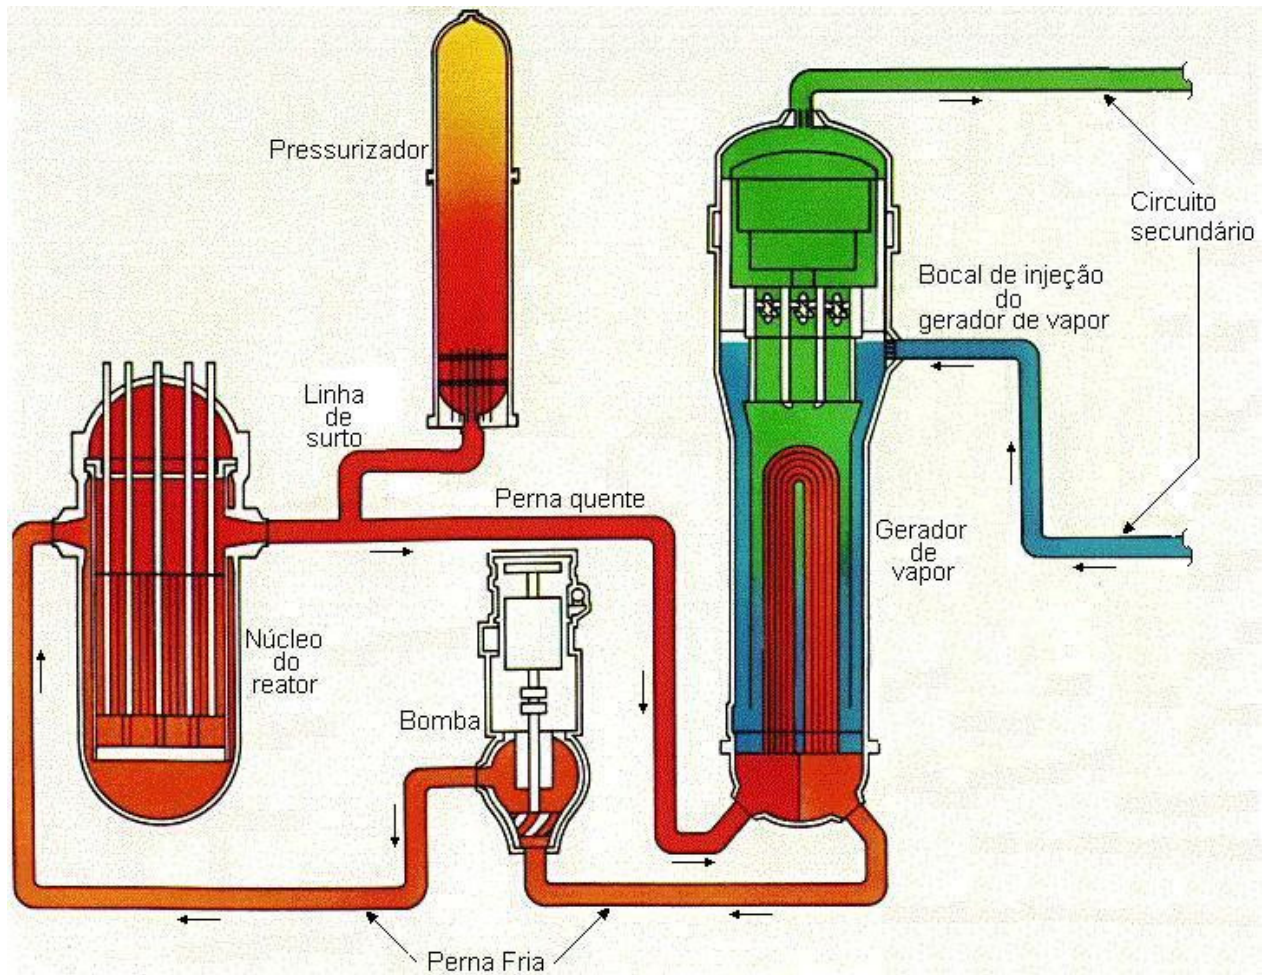 Pressurizador
Circuito
secundário
Bocal de injeção
do
gerador de vapor
Linha
de
surto
Perna quente
Gerador
de
vapor
Núcleo
do
reator
Bomba
Perna Fria